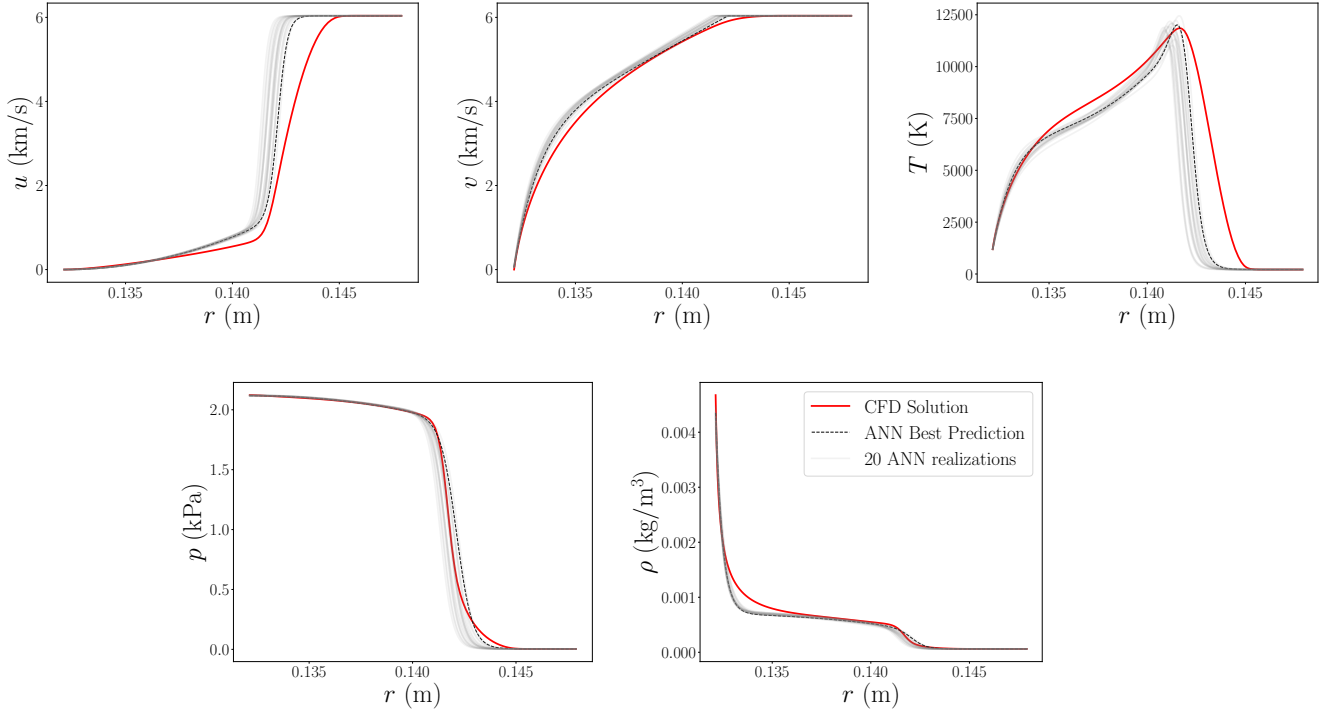 u (km/s)
6
4
2
0
0.135 0.140 0.145
r (m)
v (km/s)
6
4
2
0
0.135 0.140 0.145
r (m)
T (K)
12500
10000
7500
5000
2500
0
0.135 0.140 0.145
r (m)
p (kPa)
2.0
1.5
1.0
0.5
0.0
0.135 0.140 0.145
r (m)
ρ (kg/m³)
0.004
0.003
0.002
0.001
0.000
0.135 0.140 0.145
r (m)
CFD Solution
ANN Best Prediction
20 ANN realizations